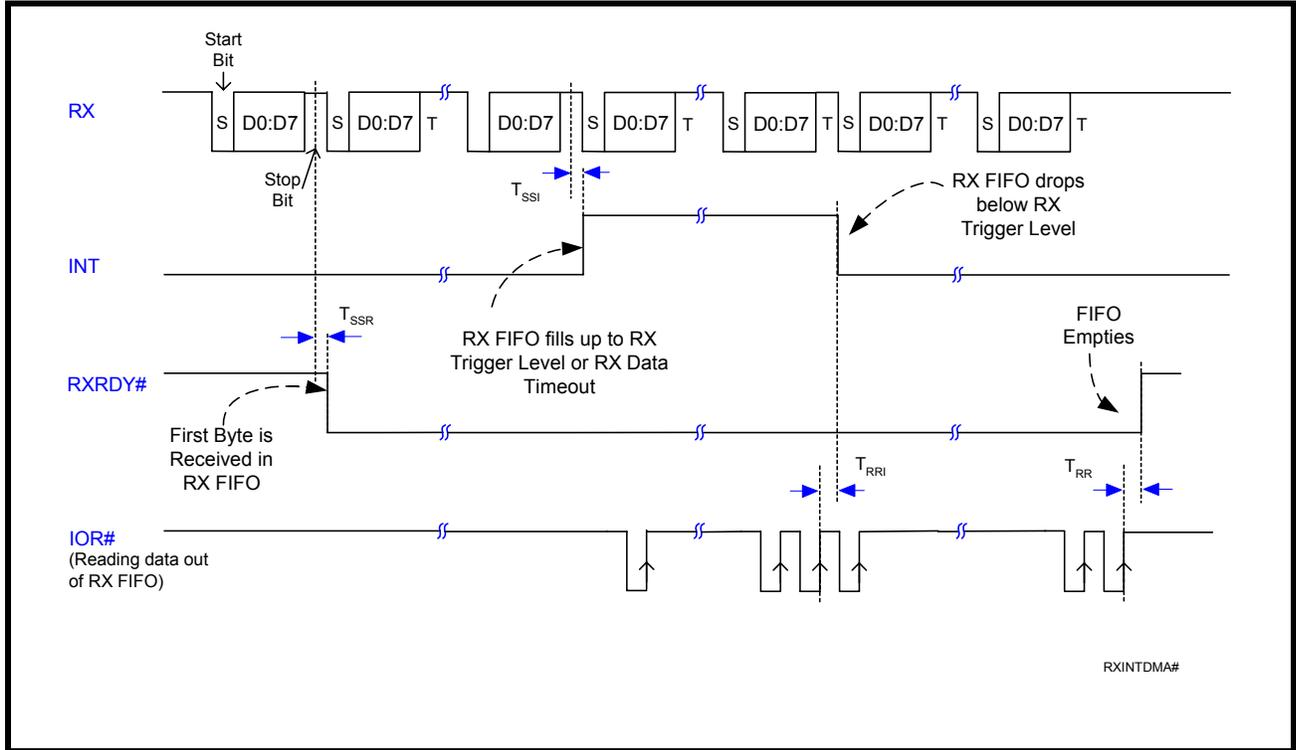 Start
Bit
RX
S D0:D7 S D0:D7 T D0:D7 S D0:D7 T S D0:D7 T S D0:D7 T S D0:D7 T
Stop
Bit
TSSI
RX FIFO drops
below RX
Trigger Level
INT
TSSR
RX FIFO fills up to RX
Trigger Level or RX Data
Timeout
FIFO
Empties
RXRDY#
First Byte is
Received in
RX FIFO
TRRI
TRR
IOR#
(Reading data out
of RX FIFO)
RXINTDMA#